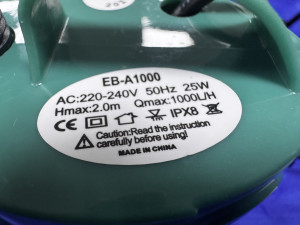 EB-A1000
AC:220-240V 50Hz 25W
Hmax:2.0m Qmax:1000L/H
CE IPX8
Caution:Read the instruction
carefully before using!
MADE IN CHINA